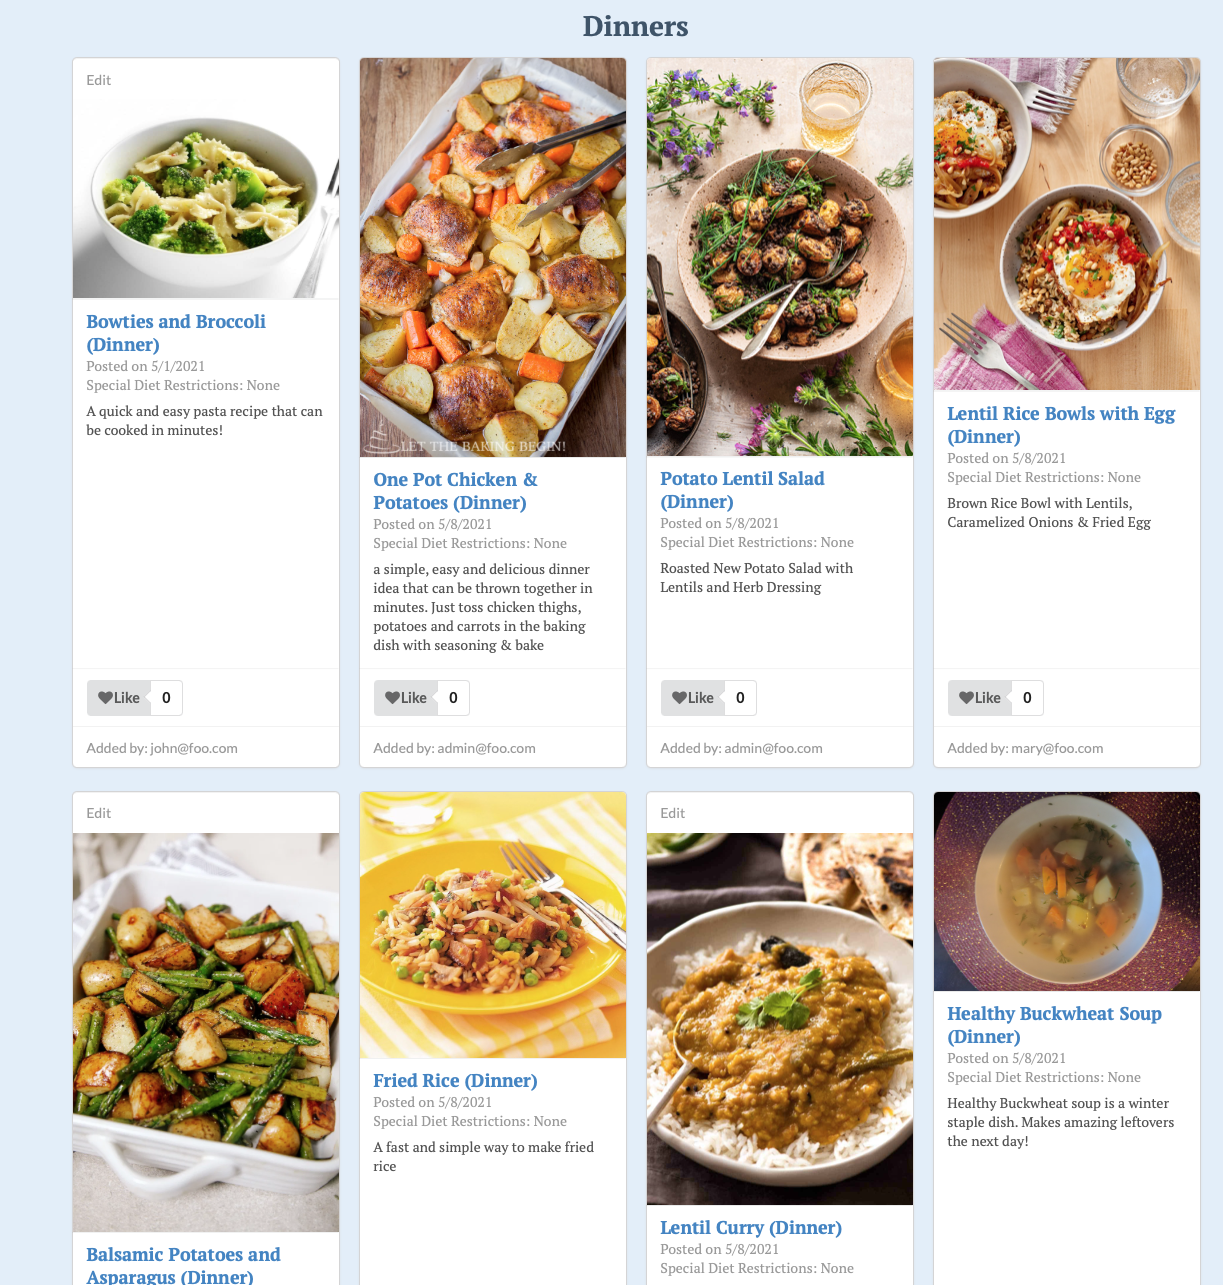 Dinners
Edit
Bowties and Broccoli
(Dinner)
Posted on 5/1/2021
Special Diet Restrictions: None
A quick and easy pasta recipe that can
be cooked in minutes!
Like 0
Added by: john@foo.com
LET THE BAKING BEGIN!
One Pot Chicken &
Potatoes (Dinner)
Posted on 5/8/2021
Special Diet Restrictions: None
a simple, easy and delicious dinner
idea that can be thrown together in
minutes. Just toss chicken thighs,
potatoes and carrots in the baking
dish with seasoning & bake
Like 0
Added by: admin@foo.com
Potato Lentil Salad
(Dinner)
Posted on 5/8/2021
Special Diet Restrictions: None
Roasted New Potato Salad with
Lentils and Herb Dressing
Like 0
Added by: admin@foo.com
Lentil Rice Bowls with Egg
(Dinner)
Posted on 5/8/2021
Special Diet Restrictions: None
Brown Rice Bowl with Lentils,
Caramelized Onions & Fried Egg
Like 0
Added by: mary@foo.com
Edit
Balsamic Potatoes and
Asparagus (Dinner)
Fried Rice (Dinner)
Posted on 5/8/2021
Special Diet Restrictions: None
A fast and simple way to make fried
rice
Edit
Lentil Curry (Dinner)
Posted on 5/8/2021
Special Diet Restrictions: None
Healthy Buckwheat Soup
(Dinner)
Posted on 5/8/2021
Special Diet Restrictions: None
Healthy Buckwheat soup is a winter
staple dish. Makes amazing leftovers
the next day!